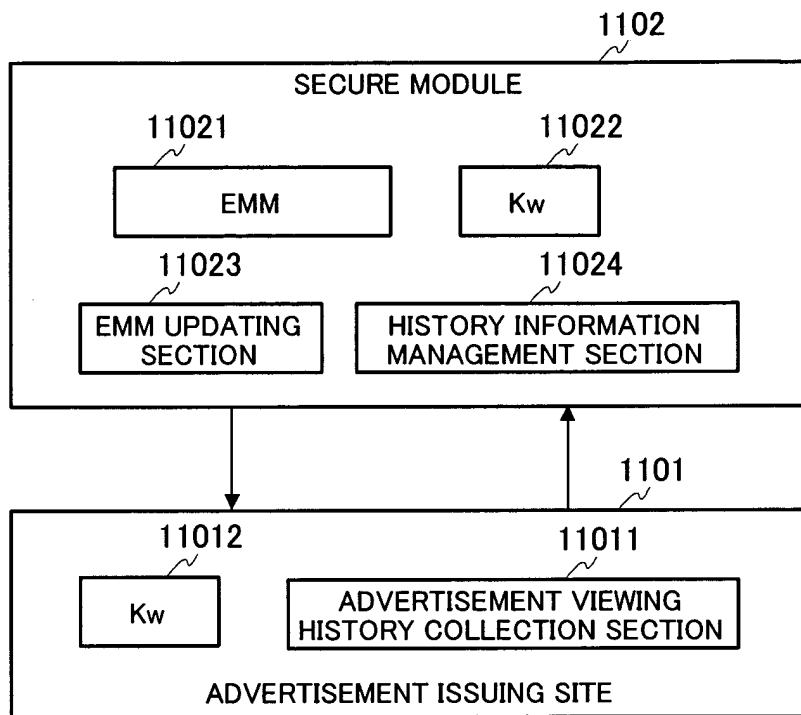 1102
SECURE MODULE
11021
11022
EMM
Kw
11023
11024
EMM UPDATING
SECTION
HISTORY INFORMATION
MANAGEMENT SECTION
1101
11012
11011
Kw
ADVERTISEMENT VIEWING
HISTORY COLLECTION SECTION
ADVERTISEMENT ISSUING SITE